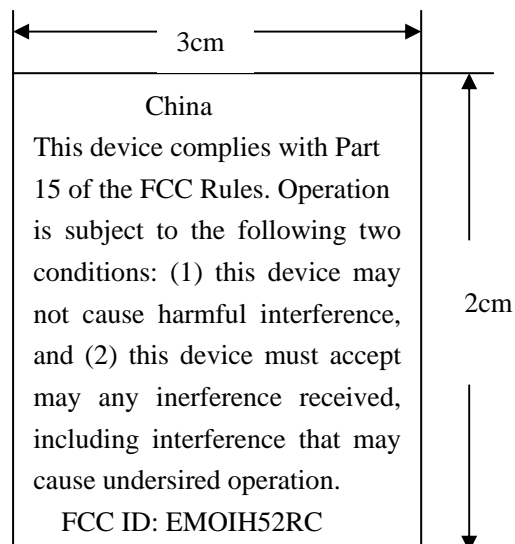 3cm
China
This device complies with Part
15 of the FCC Rules. Operation
is subject to the following two
conditions: (1) this device may
not cause harmful interference,
and (2) this device must accept
may any inerference received,
including interference that may
cause undersired operation.
FCC ID: EMOIH52RC
2cm